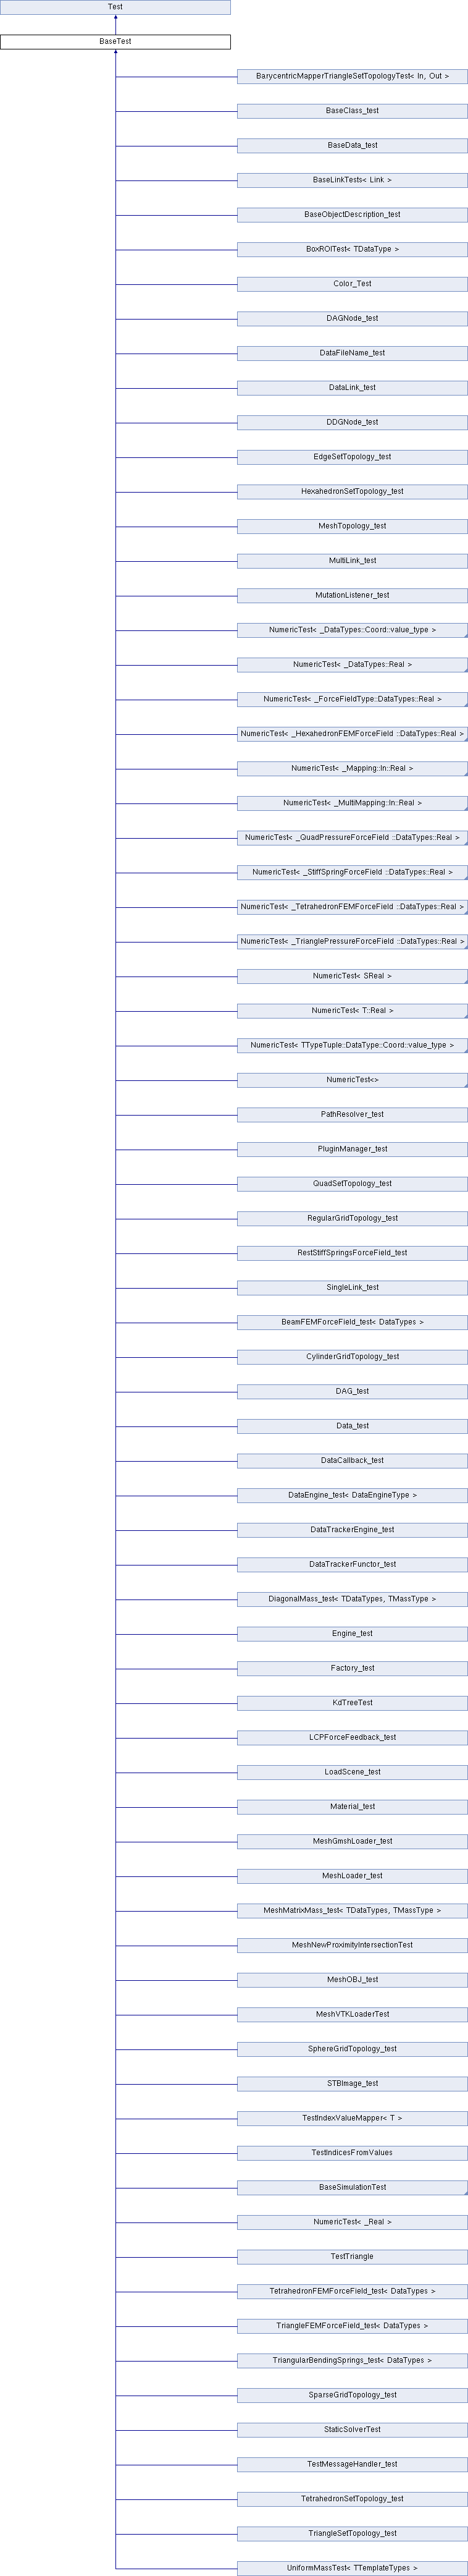 Test
BaseTest
BarycentricMapperTriangleSetTopologyTest< In, Out >
BaseClass_test
BaseData_test
BaseLinkTests< Link >
BaseObjectDescription_test
BoxROITest< TDataType >
Color_Test
DAGNode_test
DataFileName_test
DataLink_test
DDGNode_test
EdgeSetTopology_test
HexahedronSetTopology_test
MeshTopology_test
MultiLink_test
MutationListener_test
NumericTest< _DataTypes::Coord::value_type >
NumericTest< _DataTypes::Real >
NumericTest< _ForceFieldType::DataTypes::Real >
NumericTest< _HexahedronFEMForceField ::DataTypes::Real >
NumericTest< _Mapping::In::Real >
NumericTest< _MultiMapping::In::Real >
NumericTest< _QuadPressureForceField ::DataTypes::Real >
NumericTest< _StiffSpringForceField ::DataTypes::Real >
NumericTest< _TetrahedronFEMForceField ::DataTypes::Real >
NumericTest< _TrianglePressureForceField ::DataTypes::Real >
NumericTest< SReal >
NumericTest< T::Real >
NumericTest< TTypeTuple::DataType::Coord::value_type >
NumericTest<>
PathResolver_test
PluginManager_test
QuadSetTopology_test
RegularGridTopology_test
RestStiffSpringsForceField_test
SingleLink_test
BeamFEMForceField_test< DataTypes >
CylinderGridTopology_test
DAG_test
Data_test
DataCallback_test
DataEngine_test< DataEngineType >
DataTrackerEngine_test
DataTrackerFunctor_test
DiagonalMass_test< TDataTypes, TMassType >
Engine_test
Factory_test
KdTreeTest
LCPForceFeedback_test
LoadScene_test
Material_test
MeshGmshLoader_test
MeshLoader_test
MeshMatrixMass_test< TDataTypes, TMassType >
MeshNewProximityIntersectionTest
MeshOBJ_test
MeshVTKLoaderTest
SphereGridTopology_test
STBImage_test
TestIndexValueMapper< T >
TestIndicesFromValues
BaseSimulationTest
NumericTest< _Real >
TestTriangle
TetrahedronFEMForceField_test< DataTypes >
TriangleFEMForceField_test< DataTypes >
TriangularBendingSprings_test< DataTypes >
SparseGridTopology_test
StaticSolverTest
TestMessageHandler_test
TetrahedronSetTopology_test
TriangleSetTopology_test
UniformMassTest< TTemplateTypes >